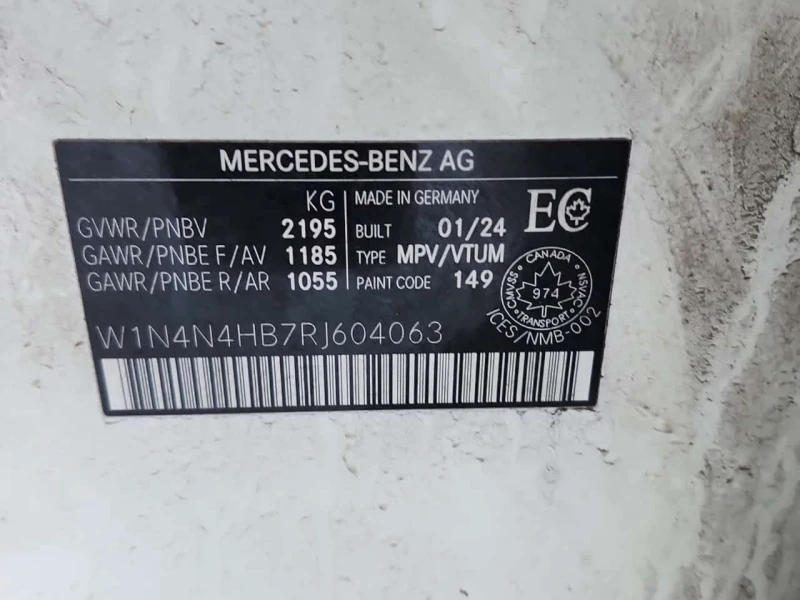 MERCEDES-BENZ AG
KG
GVWR/PNBV 2195
GAWR/PNBE F/AV 1185
GAWR/PNBE R/AR 1055
MADE IN GERMANY
BUILT 01/24
TYPE MPV/VTUM
PAINT CODE 149
EC
CANADA
CMVSS 974 NSVAC
TRANSPORT
ICES/NMB-002
W1N4N4HB7RJ604063